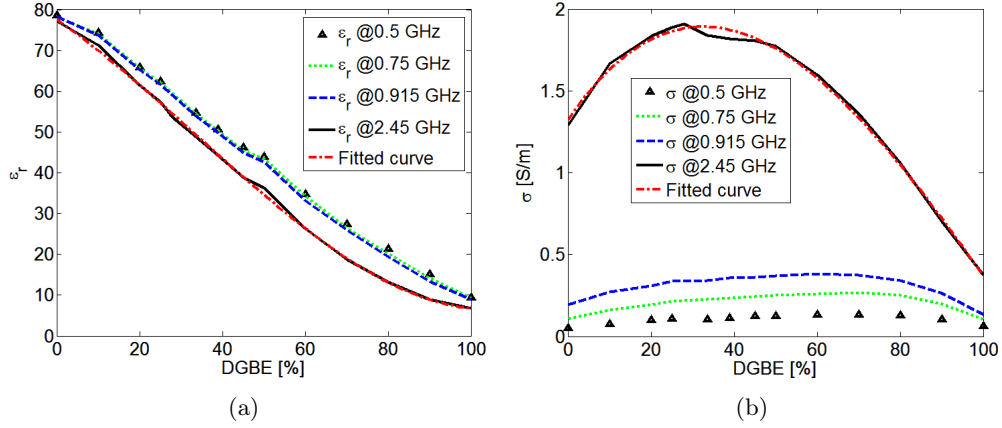 80
70
60
50
40
30
20
10
0
ε_r
0 20 40 60 80 100
DGBE [%]
ε_r @0.5 GHz
ε_r @0.75 GHz
ε_r @0.915 GHz
ε_r @2.45 GHz
Fitted curve
(a)
2
1.5
1
0.5
0
σ [S/m]
0 20 40 60 80 100
DGBE [%]
σ @0.5 GHz
σ @0.75 GHz
σ @0.915 GHz
σ @2.45 GHz
Fitted curve
(b)